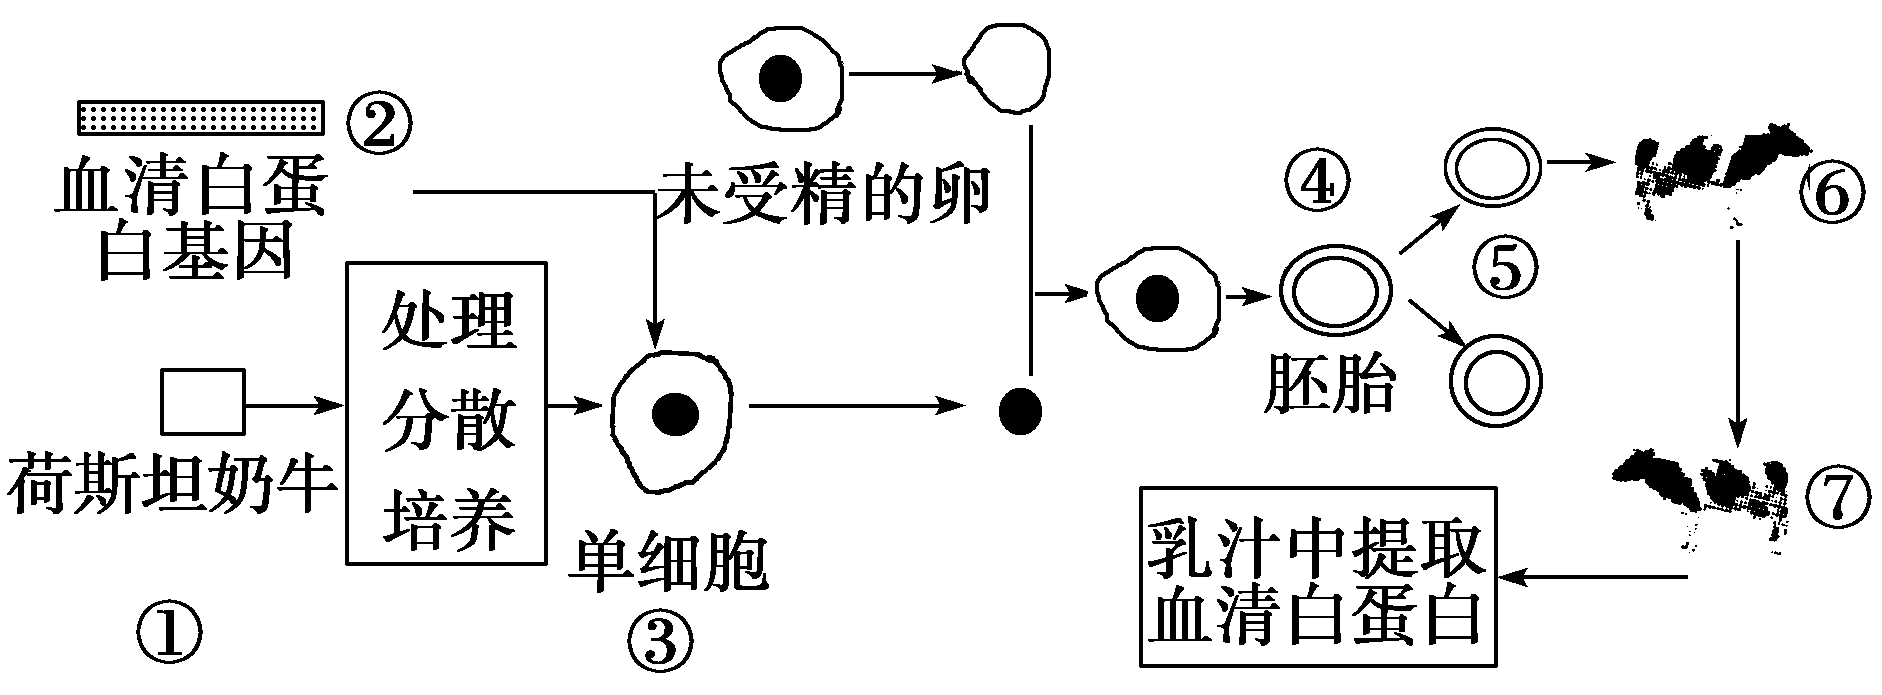 ②
血清白蛋
白基因
未受精的卵
④
⑥
⑤
处理
分散
培养
胚胎
荷斯坦奶牛
单细胞
⑦
乳汁中提取
血清白蛋白
①
③